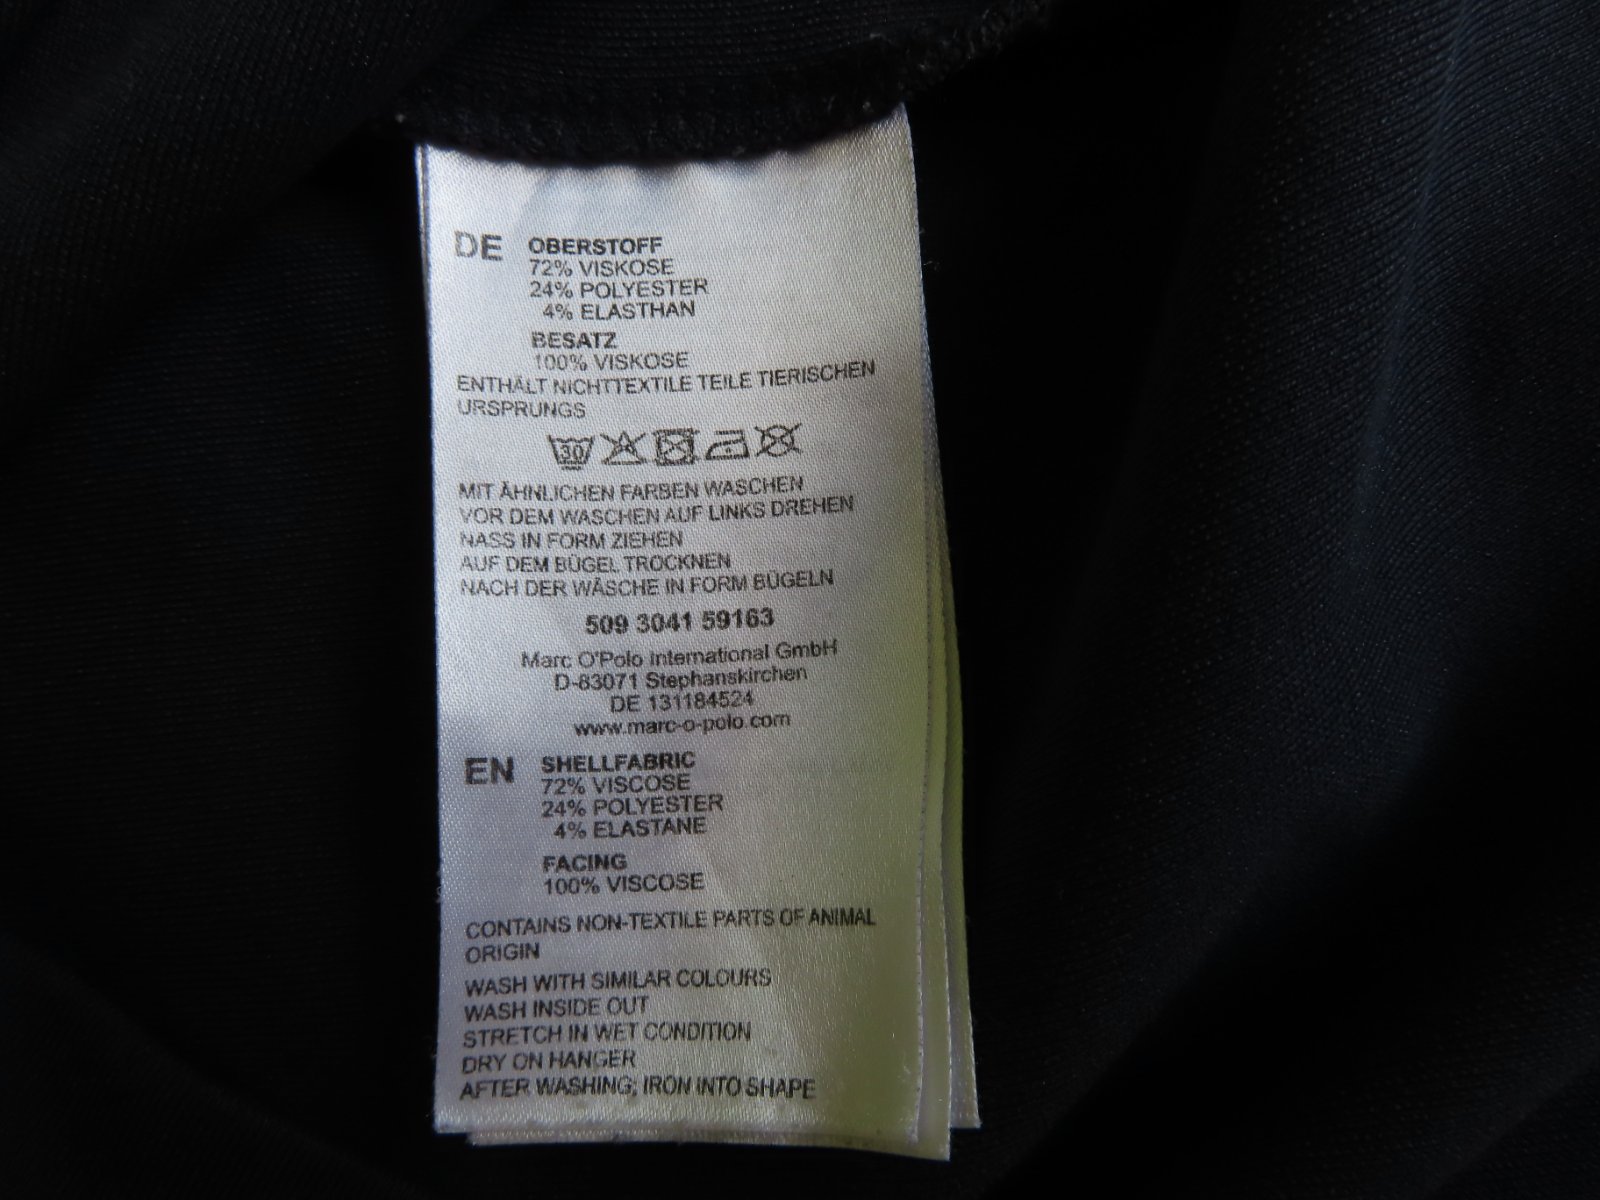 DE OBERSTOFF
72% VISKOSE
24% POLYESTER
4% ELASTHAN
BESATZ
100% VISKOSE
ENTHÄLT NICHTTEXTILE TEILE TIERISCHEN
URSPRUNGS
30
MIT ÄHNLICHEN FARBEN WASCHEN
VOR DEM WASCHEN AUF LINKS DREHEN
NASS IN FORM ZIEHEN
AUF DEM BÜGEL TROCKNEN
NACH DER WÄSCHE IN FORM BÜGELN
509 3041 59163
Marc O'Polo International GmbH
D-83071 Stephanskirchen
DE 131184524
www.marc-o-polo.com
EN SHELLFABRIC
72% VISCOSE
24% POLYESTER
4% ELASTANE
FACING
100% VISCOSE
CONTAINS NON-TEXTILE PARTS OF ANIMAL
ORIGIN
WASH WITH SIMILAR COLOURS
WASH INSIDE OUT
STRETCH IN WET CONDITION
DRY ON HANGER
AFTER WASHING; IRON INTO SHAPE